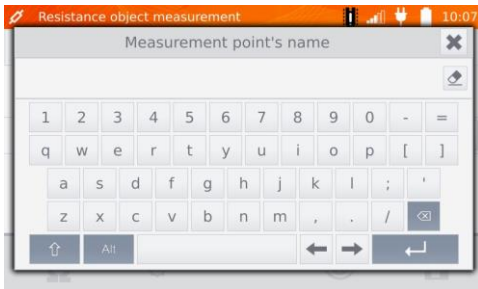 Resistance object measurement 10:07
Measurement point's name
1 2 3 4 5 6 7 8 9 0 - =
q w e r t y u i o p [ ]
a s d f g h j k l ; '
z x c v b n m , . /
Alt